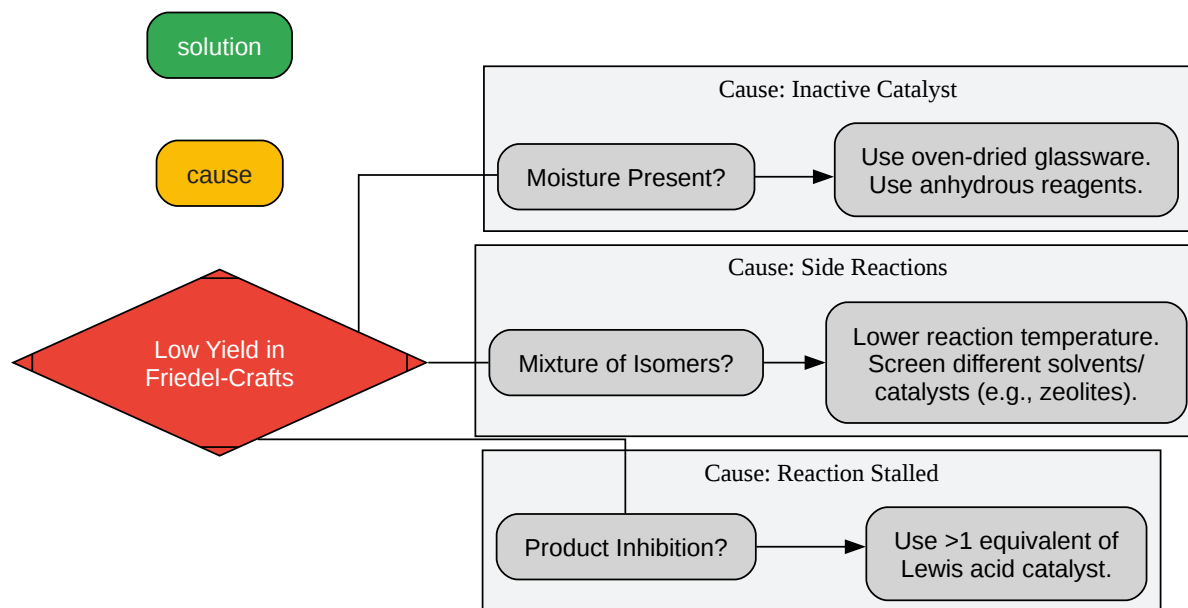 solution
cause
Low Yield in
Friedel-Crafts
Cause: Inactive Catalyst
Moisture Present?
Use oven-dried glassware.
Use anhydrous reagents.
Cause: Side Reactions
Mixture of Isomers?
Lower reaction temperature.
Screen different solvents/
catalysts (e.g., zeolites).
Cause: Reaction Stalled
Product Inhibition?
Use >1 equivalent of
Lewis acid catalyst.